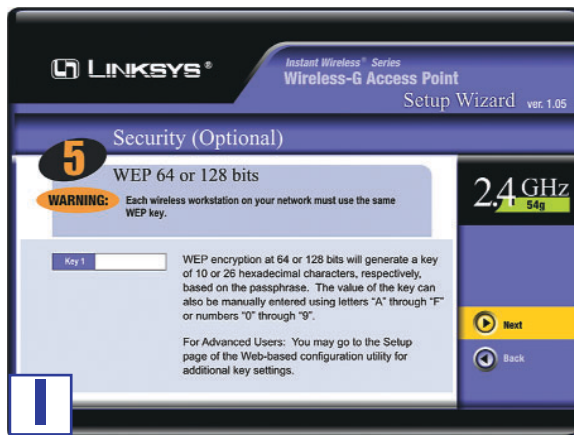 LINKSYS®
Instant Wireless® Series
Wireless-G Access Point
Setup Wizard ver. 1.05
Security (Optional)
5
WEP 64 or 128 bits
WARNING: Each wireless workstation on your network must use the same
WEP key.
2.4 GHz
54g
Key 1
WEP encryption at 64 or 128 bits will generate a key
of 10 or 26 hexadecimal characters, respectively,
based on the passphrase. The value of the key can
also be manually entered using letters “A” through “F”
or numbers “0” through “9”.
For Advanced Users: You may go to the Setup
page of the Web-based configuration utility for
additional key settings.
Next
Back
I